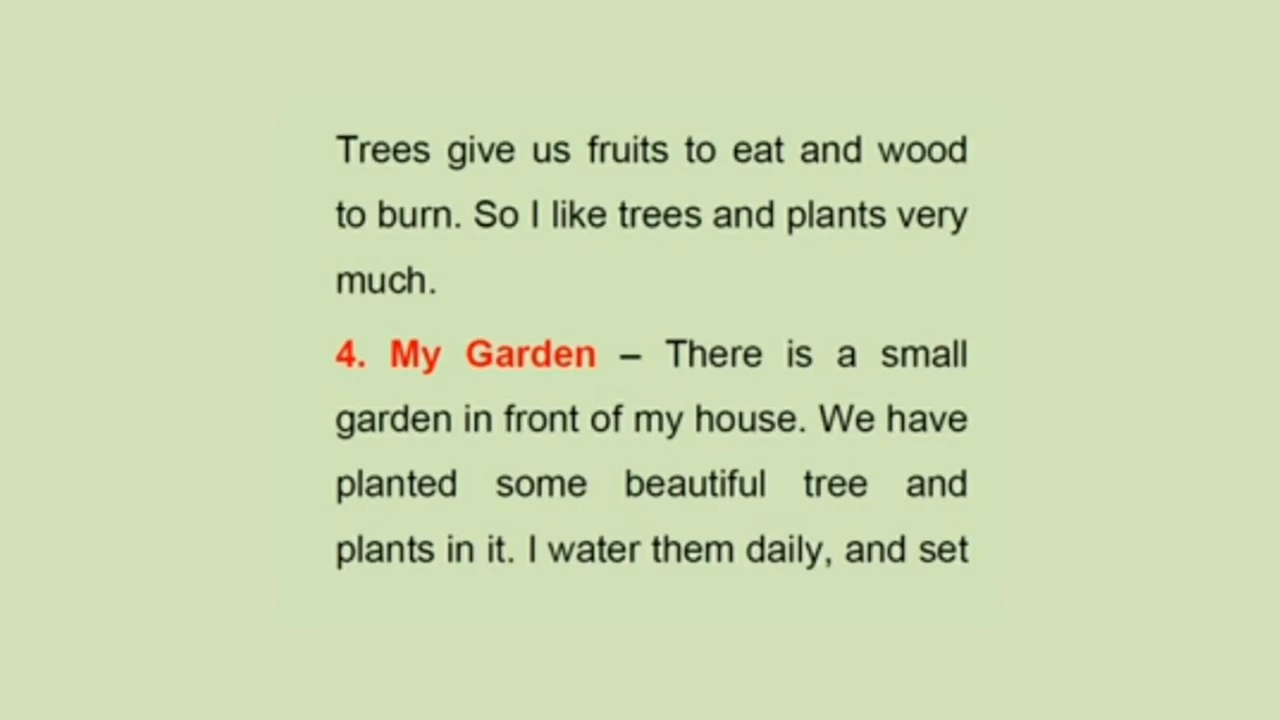 Trees give us fruits to eat and wood
to burn. So I like trees and plants very
much.
4. My Garden – There is a small
garden in front of my house. We have
planted some beautiful tree and
plants in it. I water them daily, and set